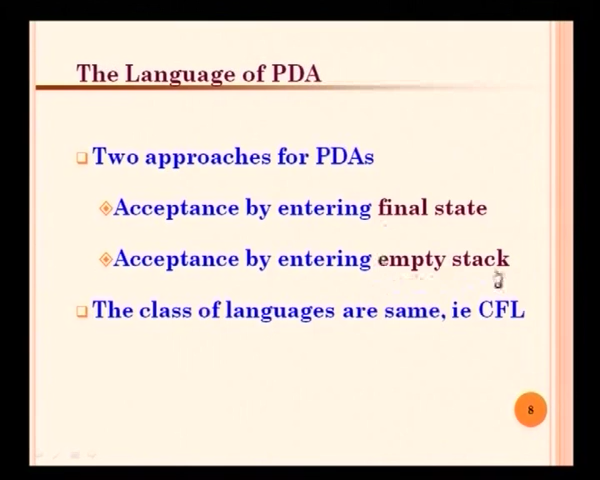 The Language of PDA
Two approaches for PDAs
Acceptance by entering final state
Acceptance by entering empty stack
The class of languages are same, ie CFL
8